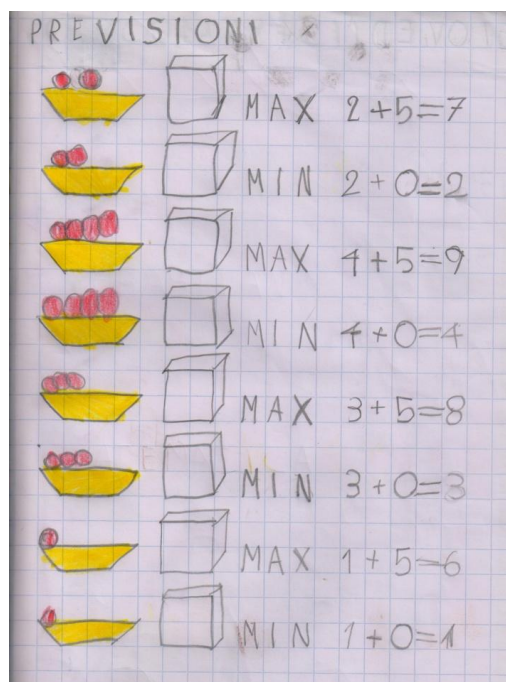 PREVISIONI
MAX 2+5=7
MIN 2+0=2
MAX 4+5=9
MIN 4+0=4
MAX 3+5=8
MIN 3+0=3
MAX 1+5=6
MIN 1+0=1